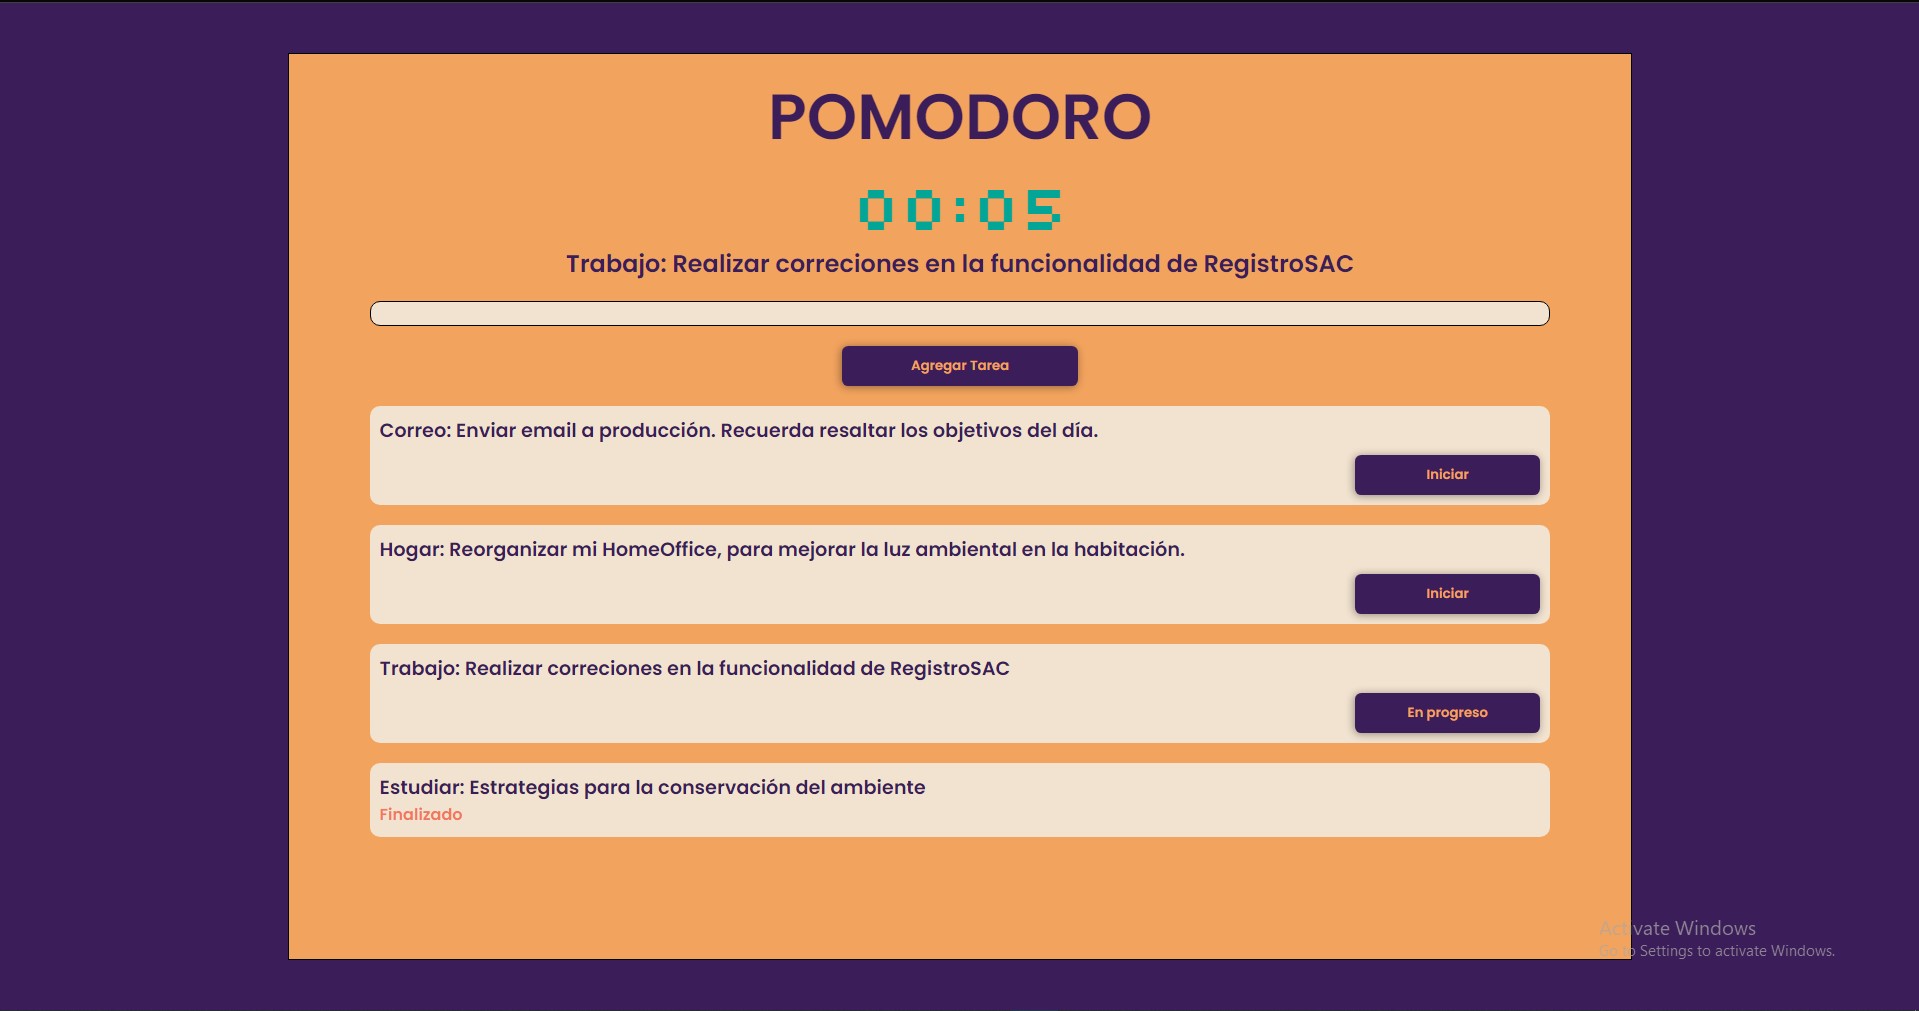 POMODORO
00:05
Trabajo: Realizar correciones en la funcionalidad de RegistroSAC
Agregar Tarea
Correo: Enviar email a producción. Recuerda resaltar los objetivos del día.
Iniciar
Hogar: Reorganizar mi HomeOffice, para mejorar la luz ambiental en la habitación.
Iniciar
Trabajo: Realizar correciones en la funcionalidad de RegistroSAC
En progreso
Estudiar: Estrategias para la conservación del ambiente
Finalizado
Activate Windows
Go to Settings to activate Windows.